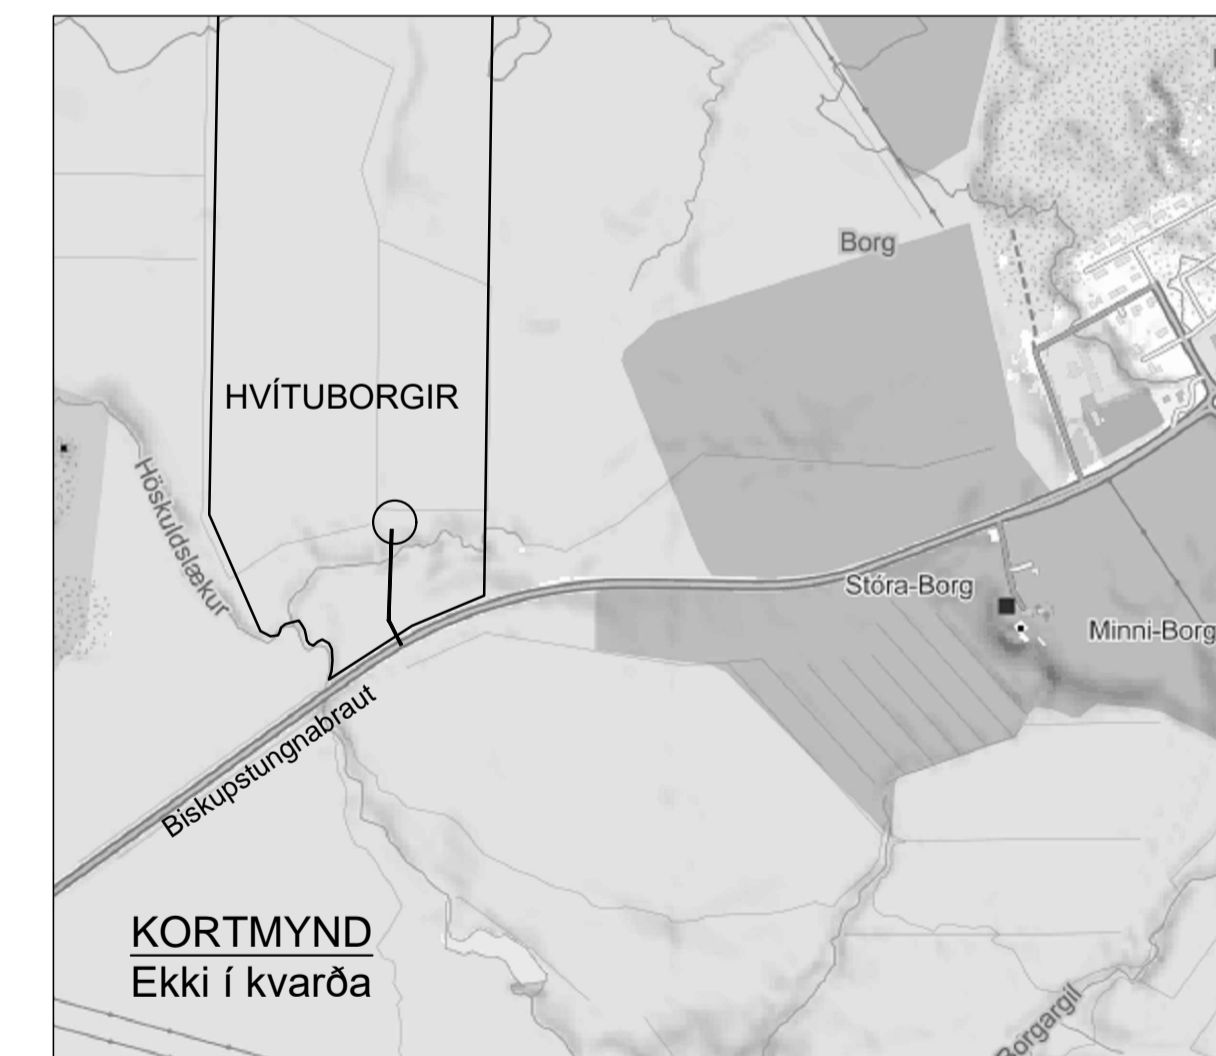 Borg
HVÍTUBORGIR
Höskuldslækur
Stóra-Borg
Minni-Borg
Biskupstungnabraut
KORTMYND
Ekki í kvarða
Borgargil